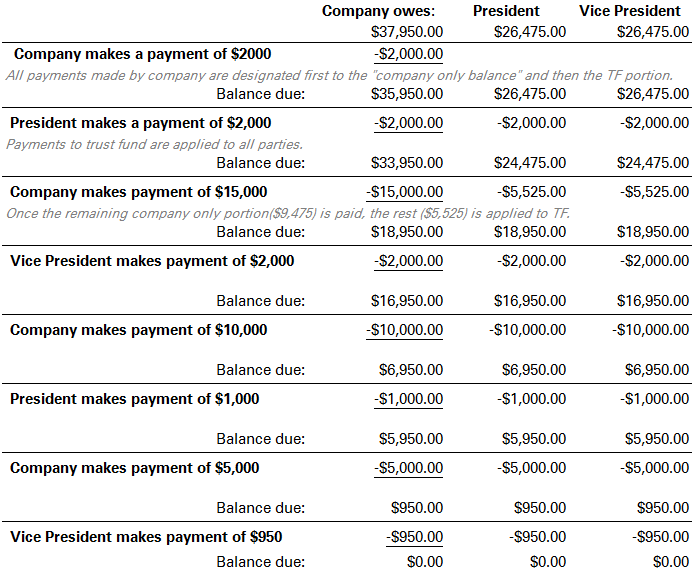 Company owes: President Vice President
$37,950.00 $26,475.00 $26,475.00
Company makes a payment of $2000 -$2,000.00
All payments made by company are designated first to the "company only balance" and then the TF portion.
Balance due: $35,950.00 $26,475.00 $26,475.00
President makes a payment of $2,000 -$2,000.00 -$2,000.00 -$2,000.00
Payments to trust fund are applied to all parties.
Balance due: $33,950.00 $24,475.00 $24,475.00
Company makes payment of $15,000 -$15,000.00 -$5,525.00 -$5,525.00
Once the remaining company only portion($9,475) is paid, the rest ($5,525) is applied to TF.
Balance due: $18,950.00 $18,950.00 $18,950.00
Vice President makes payment of $2,000 -$2,000.00 -$2,000.00 -$2,000.00
Balance due: $16,950.00 $16,950.00 $16,950.00
Company makes payment of $10,000 -$10,000.00 -$10,000.00 -$10,000.00
Balance due: $6,950.00 $6,950.00 $6,950.00
President makes payment of $1,000 -$1,000.00 -$1,000.00 -$1,000.00
Balance due: $5,950.00 $5,950.00 $5,950.00
Company makes payment of $5,000 -$5,000.00 -$5,000.00 -$5,000.00
Balance due: $950.00 $950.00 $950.00
Vice President makes payment of $950 -$950.00 -$950.00 -$950.00
Balance due: $0.00 $0.00 $0.00